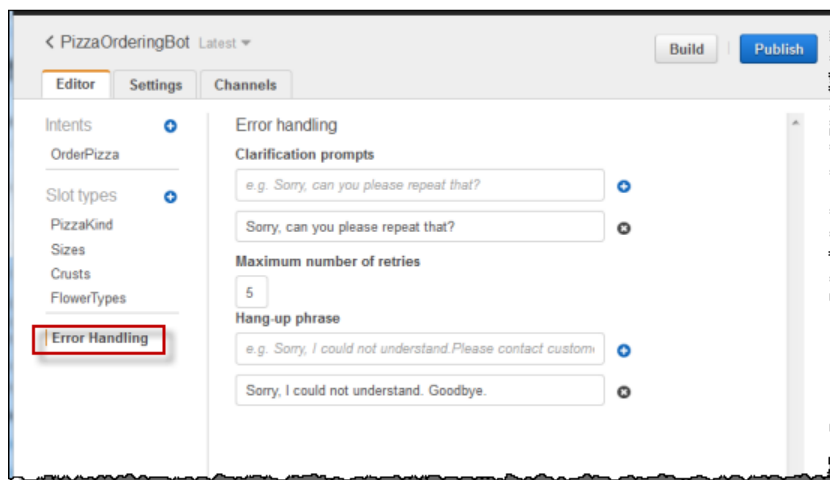 < PizzaOrderingBot Latest
Build
Publish
Editor
Settings
Channels
Intents
OrderPizza
Slot types
PizzaKind
Sizes
Crusts
FlowerTypes
Error Handling
Error handling
Clarification prompts
e.g. Sorry, can you please repeat that?
Sorry, can you please repeat that?
Maximum number of retries
5
Hang-up phrase
e.g. Sorry, I could not understand.Please contact custom
Sorry, I could not understand. Goodbye.